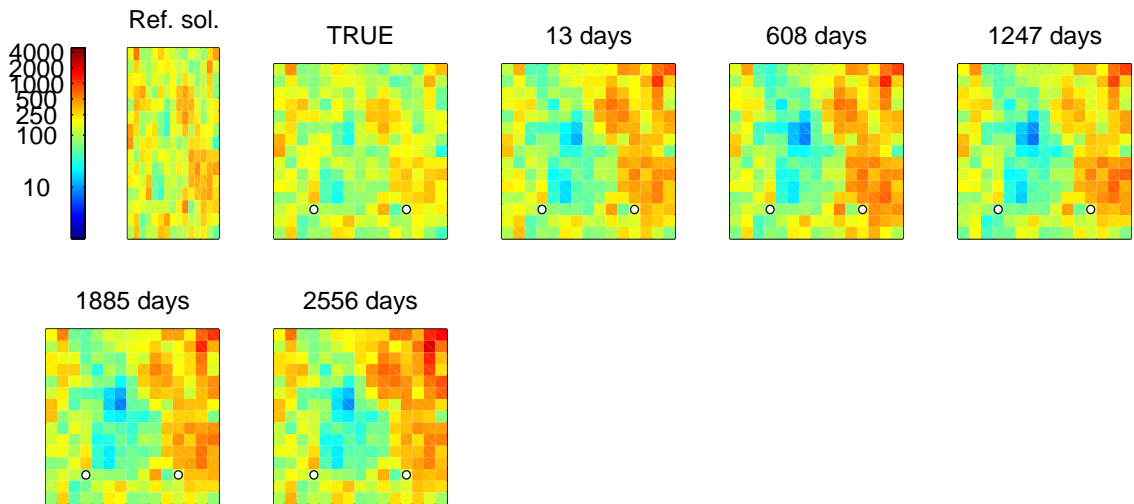 Ref. sol.
TRUE
13 days
608 days
1247 days
4000
2000
1000
500
250
100
10
1885 days
2556 days